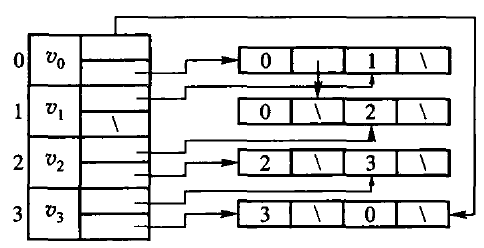 0 v₀ 0 1 \
1 v₁ \ 0 \ 2 \
2 v₂ 2 \ 3 \
3 v₃ 3 \ 0 \